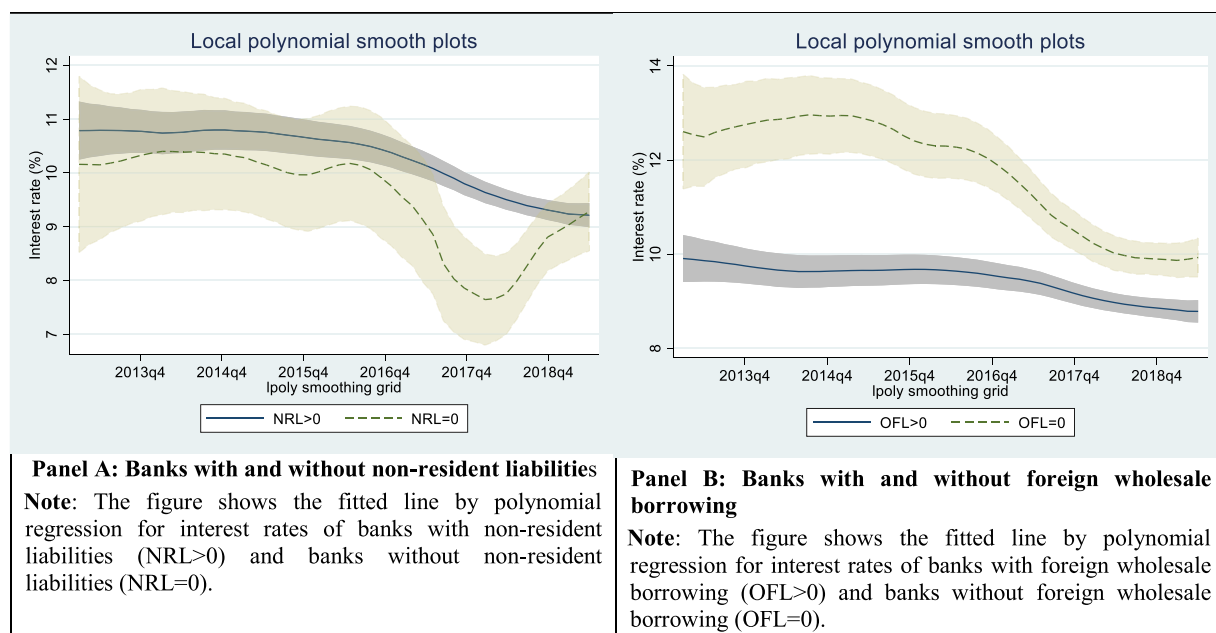 Local polynomial smooth plots
12
11
10
9
8
7
Interest rate (%)
2013q4 2014q4 2015q4 2016q4 2017q4 2018q4
lpoly smoothing grid
NRL>0 NRL=0
Panel A: Banks with and without non-resident liabilities
Note: The figure shows the fitted line by polynomial
regression for interest rates of banks with non-resident
liabilities (NRL>0) and banks without non-resident
liabilities (NRL=0).
Local polynomial smooth plots
14
12
10
8
Interest rate (%)
2013q4 2014q4 2015q4 2016q4 2017q4 2018q4
lpoly smoothing grid
OFL>0 OFL=0
Panel B: Banks with and without foreign wholesale
borrowing
Note: The figure shows the fitted line by polynomial
regression for interest rates of banks with foreign wholesale
borrowing (OFL>0) and banks without foreign wholesale
borrowing (OFL=0).